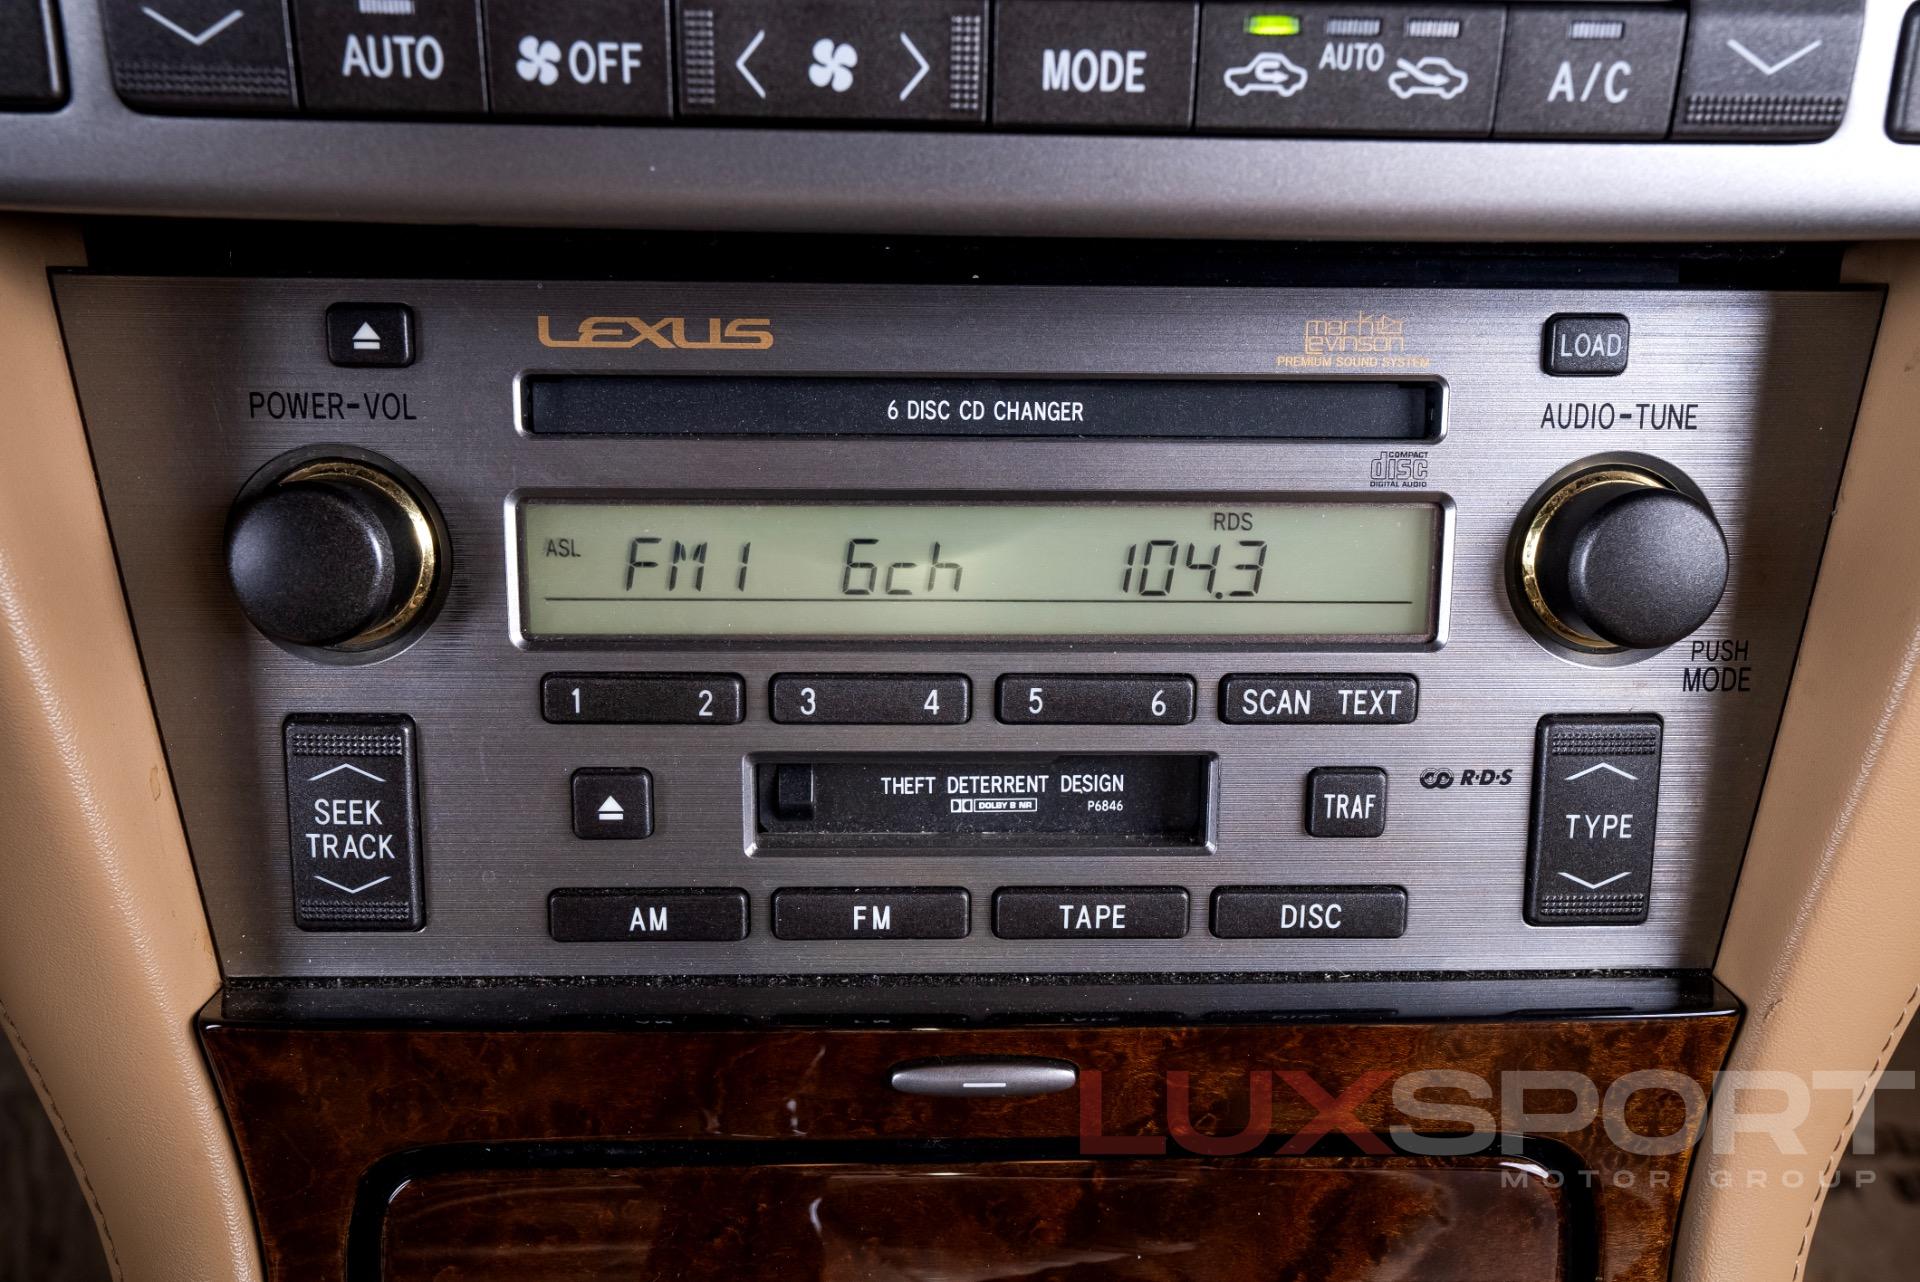 AUTO
OFF
MODE
AUTO
A/C
LEXUS
mark
levinson
PREMIUM SOUND SYSTEM
LOAD
POWER-VOL
6 DISC CD CHANGER
AUDIO-TUNE
COMPACT
disc
DIGITAL AUDIO
RDS
ASL FM1 6ch 104.3
PUSH
MODE
1 2 3 4 5 6 SCAN TEXT
SEEK
TRACK
THEFT DETERRENT DESIGN
DOLBY B NR P6846
TRAF
R·D·S
TYPE
AM FM TAPE DISC
LUXSPORT
MOTOR GROUP